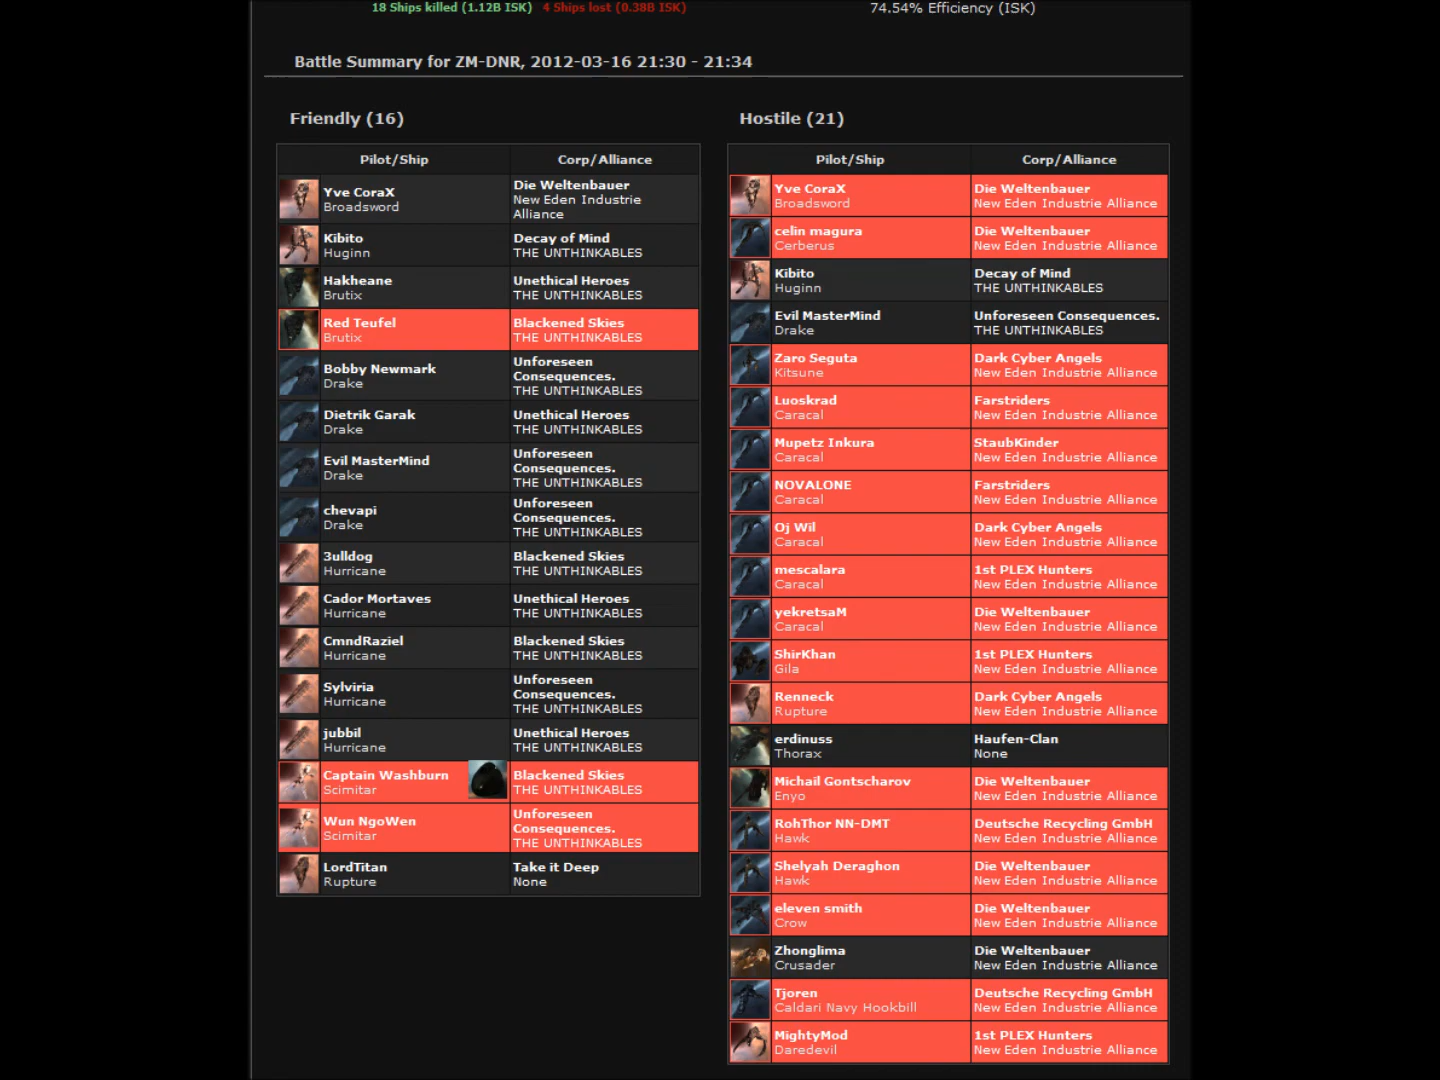 18 Ships killed (1.12B ISK) 4 Ships lost (0.38B ISK) 74.54% Efficiency (ISK)
Battle Summary for ZM-DNR, 2012-03-16 21:30 - 21:34
Friendly (16)
Pilot/Ship Corp/Alliance
Yve CoraX
Broadsword
Die Weltenbauer
New Eden Industrie
Alliance
Kibito
Huginn
Decay of Mind
THE UNTHINKABLES
Hakheane
Brutix
Unethical Heroes
THE UNTHINKABLES
Red Teufel
Brutix
Blackened Skies
THE UNTHINKABLES
Bobby Newmark
Drake
Unforeseen
Consequences.
THE UNTHINKABLES
Dietrik Garak
Drake
Unethical Heroes
THE UNTHINKABLES
Evil MasterMind
Drake
Unforeseen
Consequences.
THE UNTHINKABLES
chevapi
Drake
Unforeseen
Consequences.
THE UNTHINKABLES
3ulldog
Hurricane
Blackened Skies
THE UNTHINKABLES
Cador Mortaves
Hurricane
Unethical Heroes
THE UNTHINKABLES
CmndRaziel
Hurricane
Blackened Skies
THE UNTHINKABLES
Sylviria
Hurricane
Unforeseen
Consequences.
THE UNTHINKABLES
jubbil
Hurricane
Unethical Heroes
THE UNTHINKABLES
Captain Washburn
Scimitar
Blackened Skies
THE UNTHINKABLES
Wun NgoWen
Scimitar
Unforeseen
Consequences.
THE UNTHINKABLES
LordTitan
Rupture
Take it Deep
None
Hostile (21)
Pilot/Ship Corp/Alliance
Yve CoraX
Broadsword
Die Weltenbauer
New Eden Industrie Alliance
celin magura
Cerberus
Die Weltenbauer
New Eden Industrie Alliance
Kibito
Huginn
Decay of Mind
THE UNTHINKABLES
Evil MasterMind
Drake
Unforeseen Consequences.
THE UNTHINKABLES
Zaro Seguta
Kitsune
Dark Cyber Angels
New Eden Industrie Alliance
Luoskrad
Caracal
Farstriders
New Eden Industrie Alliance
Mupetz Inkura
Caracal
StaubKinder
New Eden Industrie Alliance
NOVALONE
Caracal
Farstriders
New Eden Industrie Alliance
Oj Wil
Caracal
Dark Cyber Angels
New Eden Industrie Alliance
mescalara
Caracal
1st PLEX Hunters
New Eden Industrie Alliance
yekretsaM
Caracal
Die Weltenbauer
New Eden Industrie Alliance
ShirKhan
Gila
1st PLEX Hunters
New Eden Industrie Alliance
Renneck
Rupture
Dark Cyber Angels
New Eden Industrie Alliance
erdinuss
Thorax
Haufen-Clan
None
Michail Gontscharov
Enyo
Die Weltenbauer
New Eden Industrie Alliance
RohThor NN-DMT
Hawk
Deutsche Recycling GmbH
New Eden Industrie Alliance
Shelyah Deraghon
Hawk
Die Weltenbauer
New Eden Industrie Alliance
eleven smith
Crow
Die Weltenbauer
New Eden Industrie Alliance
Zhonglima
Crusader
Die Weltenbauer
New Eden Industrie Alliance
Tjoren
Caldari Navy Hookbill
Deutsche Recycling GmbH
New Eden Industrie Alliance
MightyMod
Daredevil
1st PLEX Hunters
New Eden Industrie Alliance